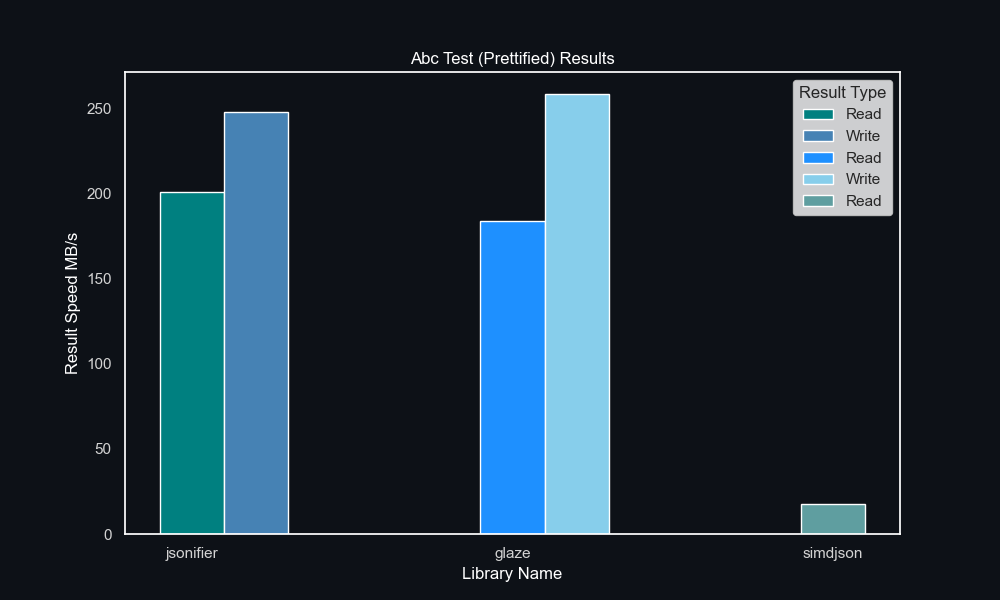 Abc Test (Prettified) Results
Result Type
Read
Write
Read
Write
Read
Result Speed MB/s
250
200
150
100
50
0
jsonifier
glaze
simdjson
Library Name